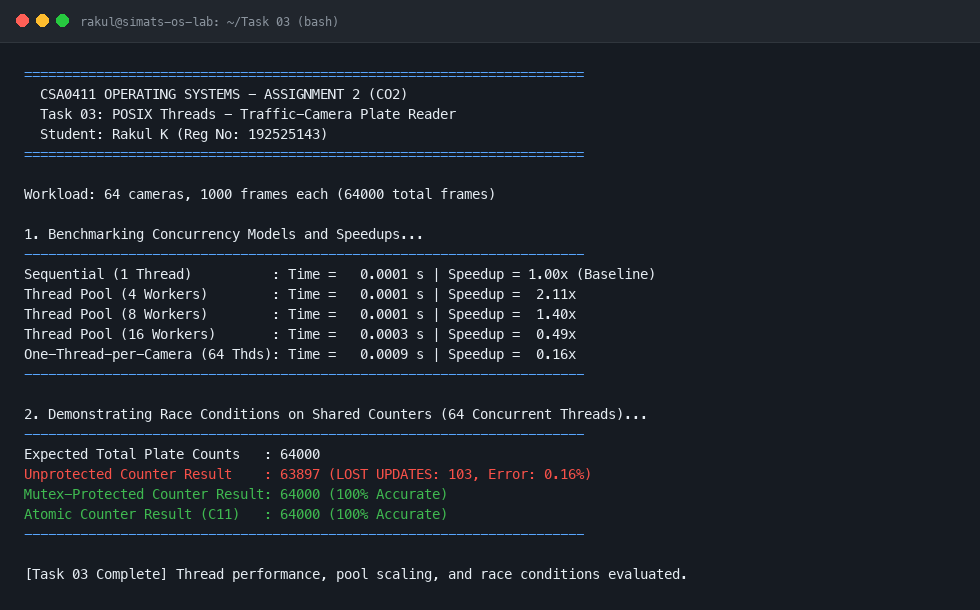 rakul@simats-os-lab: ~/Task 03 (bash)
======================================================================
CSA0411 OPERATING SYSTEMS - ASSIGNMENT 2 (CO2)
Task 03: POSIX Threads - Traffic-Camera Plate Reader
Student: Rakul K (Reg No: 192525143)
======================================================================
Workload: 64 cameras, 1000 frames each (64000 total frames)
1. Benchmarking Concurrency Models and Speedups...
----------------------------------------------------------------------
Sequential (1 Thread)          : Time =   0.0001 s | Speedup = 1.00x (Baseline)
Thread Pool (4 Workers)        : Time =   0.0001 s | Speedup =  2.11x
Thread Pool (8 Workers)        : Time =   0.0001 s | Speedup =  1.40x
Thread Pool (16 Workers)       : Time =   0.0003 s | Speedup =  0.49x
One-Thread-per-Camera (64 Thds): Time =   0.0009 s | Speedup =  0.16x
----------------------------------------------------------------------
2. Demonstrating Race Conditions on Shared Counters (64 Concurrent Threads)...
----------------------------------------------------------------------
Expected Total Plate Counts   : 64000
Unprotected Counter Result    : 63897 (LOST UPDATES: 103, Error: 0.16%)
Mutex-Protected Counter Result: 64000 (100% Accurate)
Atomic Counter Result (C11)   : 64000 (100% Accurate)
----------------------------------------------------------------------
[Task 03 Complete] Thread performance, pool scaling, and race conditions evaluated.